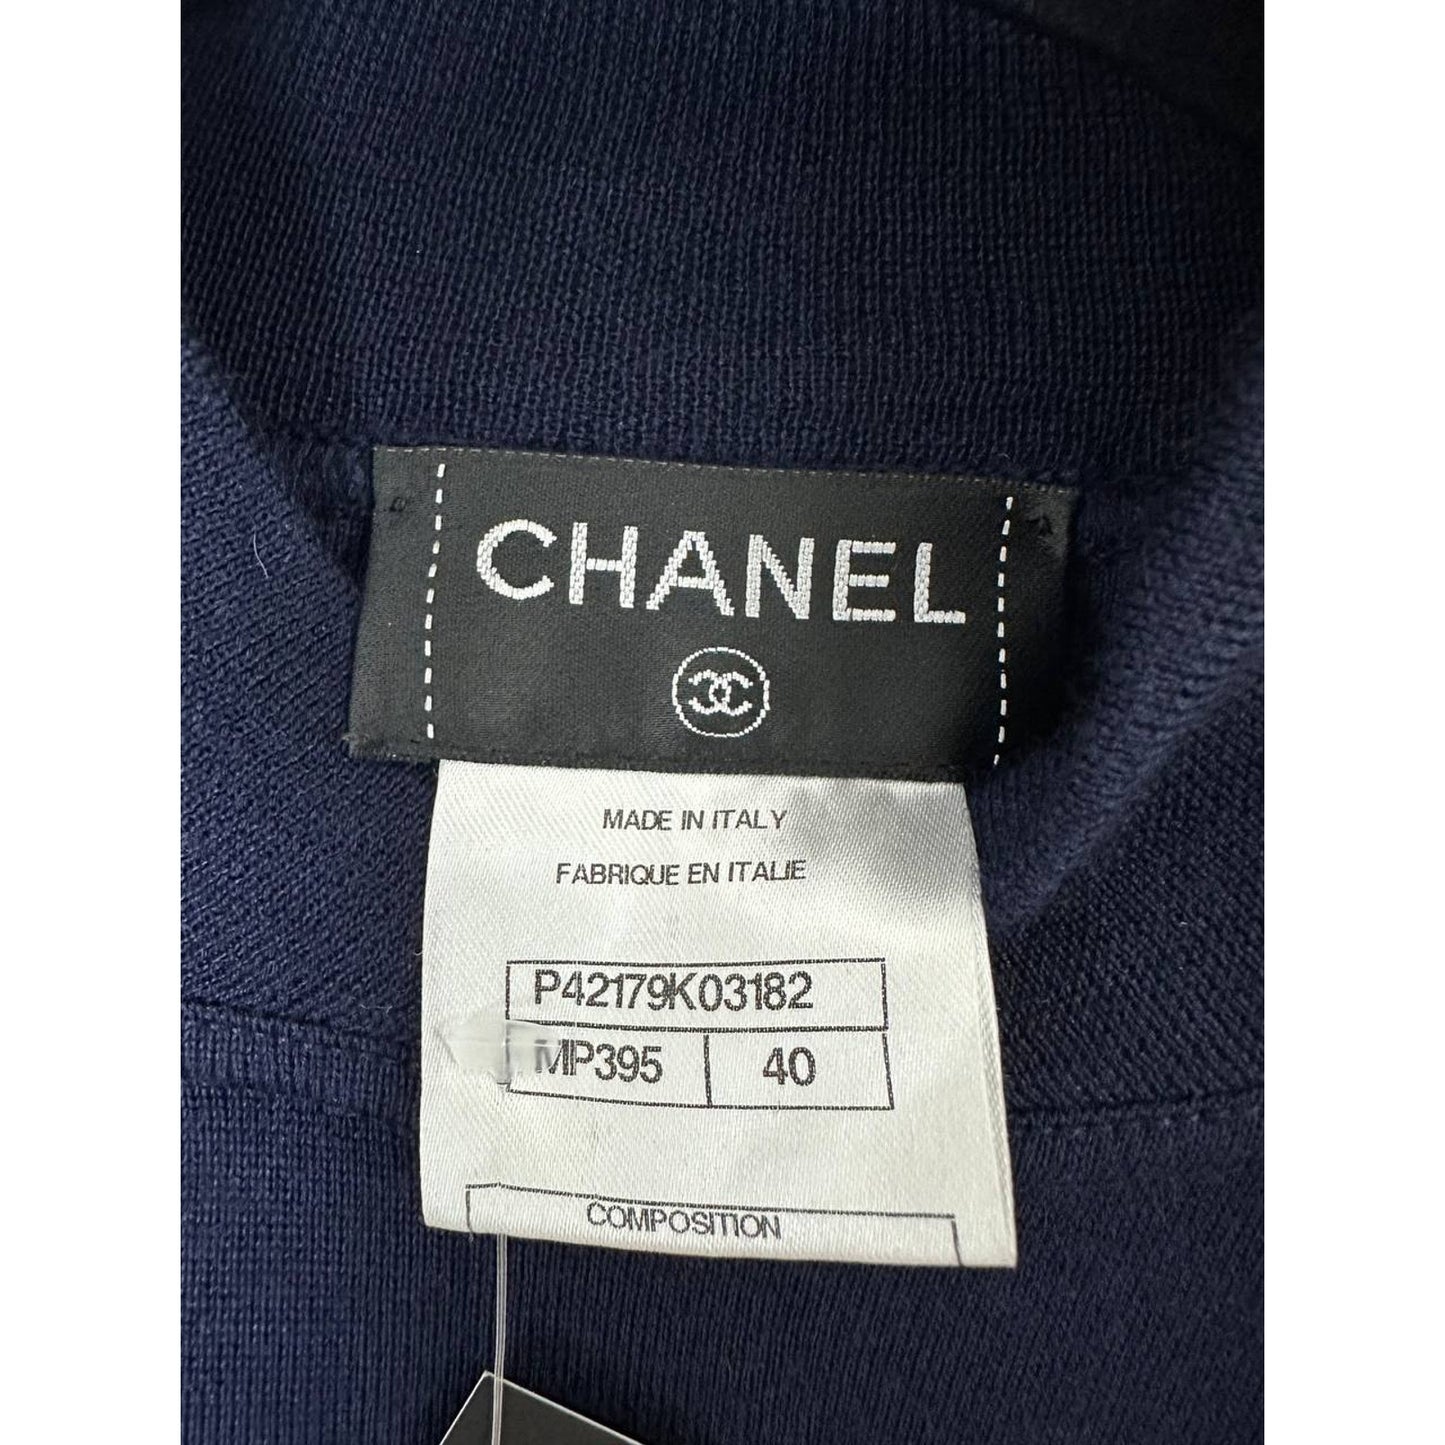 CHANEL
MADE IN ITALY
FABRIQUE EN ITALIE
P42179K03182
MP395 40
COMPOSITION